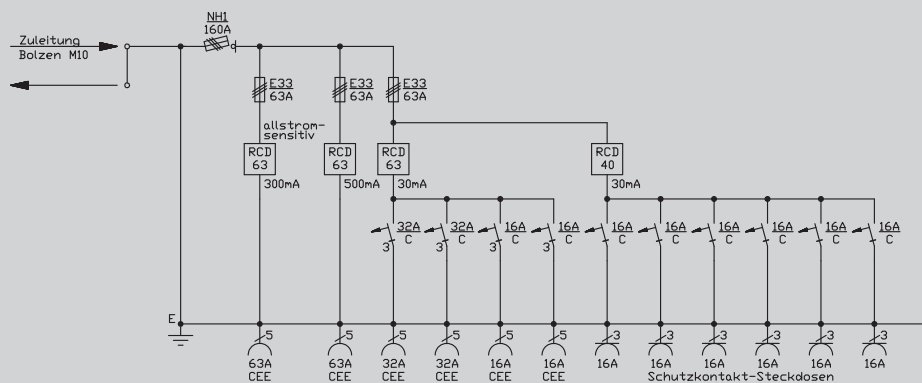 NH1
160A
Zuleitung
Bolzen M10
E33
63A
E33
63A
E33
63A
allstrom-
sensitiv
RCD
63
RCD
63
RCD
63
RCD
40
300mA
500mA
30mA
30mA
32A
C
3
32A
C
3
16A
C
3
16A
C
3
16A
C
16A
C
16A
C
16A
C
16A
C
16A
C
E
5
5
5
5
5
5
3
3
3
3
3
3
63A
CEE
63A
CEE
32A
CEE
32A
CEE
16A
CEE
16A
CEE
16A
16A
16A
16A
16A
16A
Schutzkontakt-Steckdosen